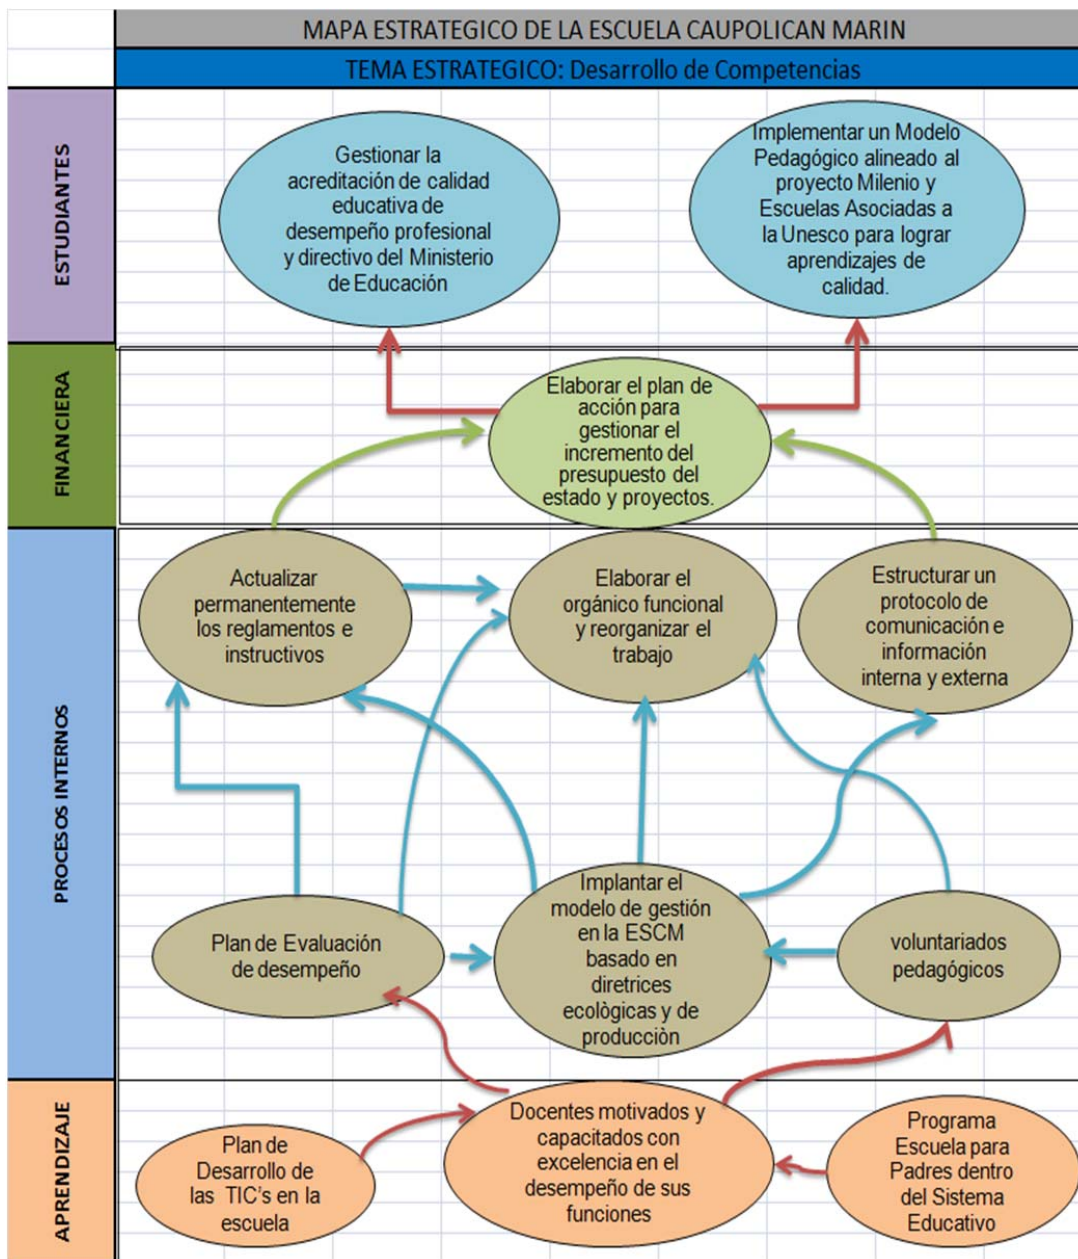 MAPA ESTRATEGICO DE LA ESCUELA CAUPOLICAN MARIN
TEMA ESTRATEGICO: Desarrollo de Competencias
ESTUDIANTES
Gestionar la
acreditación de calidad
educativa de
desempeño profesional
y directivo del Ministerio
de Educación
Implementar un Modelo
Pedagógico alineado al
proyecto Milenio y
Escuelas Asociadas a
la Unesco para lograr
aprendizajes de
calidad.
FINANCIERA
Elaborar el plan de
acción para
gestionar el
incremento del
presupuesto del
estado y proyectos.
PROCESOS INTERNOS
Actualizar
permanentemente
los reglamentos e
instructivos
Elaborar el
orgánico funcional
y reorganizar el
trabajo
Estructurar un
protocolo de
comunicación e
información
interna y externa
Plan de Evaluación
de desempeño
Implantar el
modelo de gestión
en la ESCM
basado en
diretrices
ecològicas y de
producciòn
voluntariados
pedagógicos
APRENDIZAJE
Plan de
Desarrollo de
las TIC's en la
escuela
Docentes motivados y
capacitados con
excelencia en el
desempeño de sus
funciones
Programa
Escuela para
Padres dentro
del Sistema
Educativo